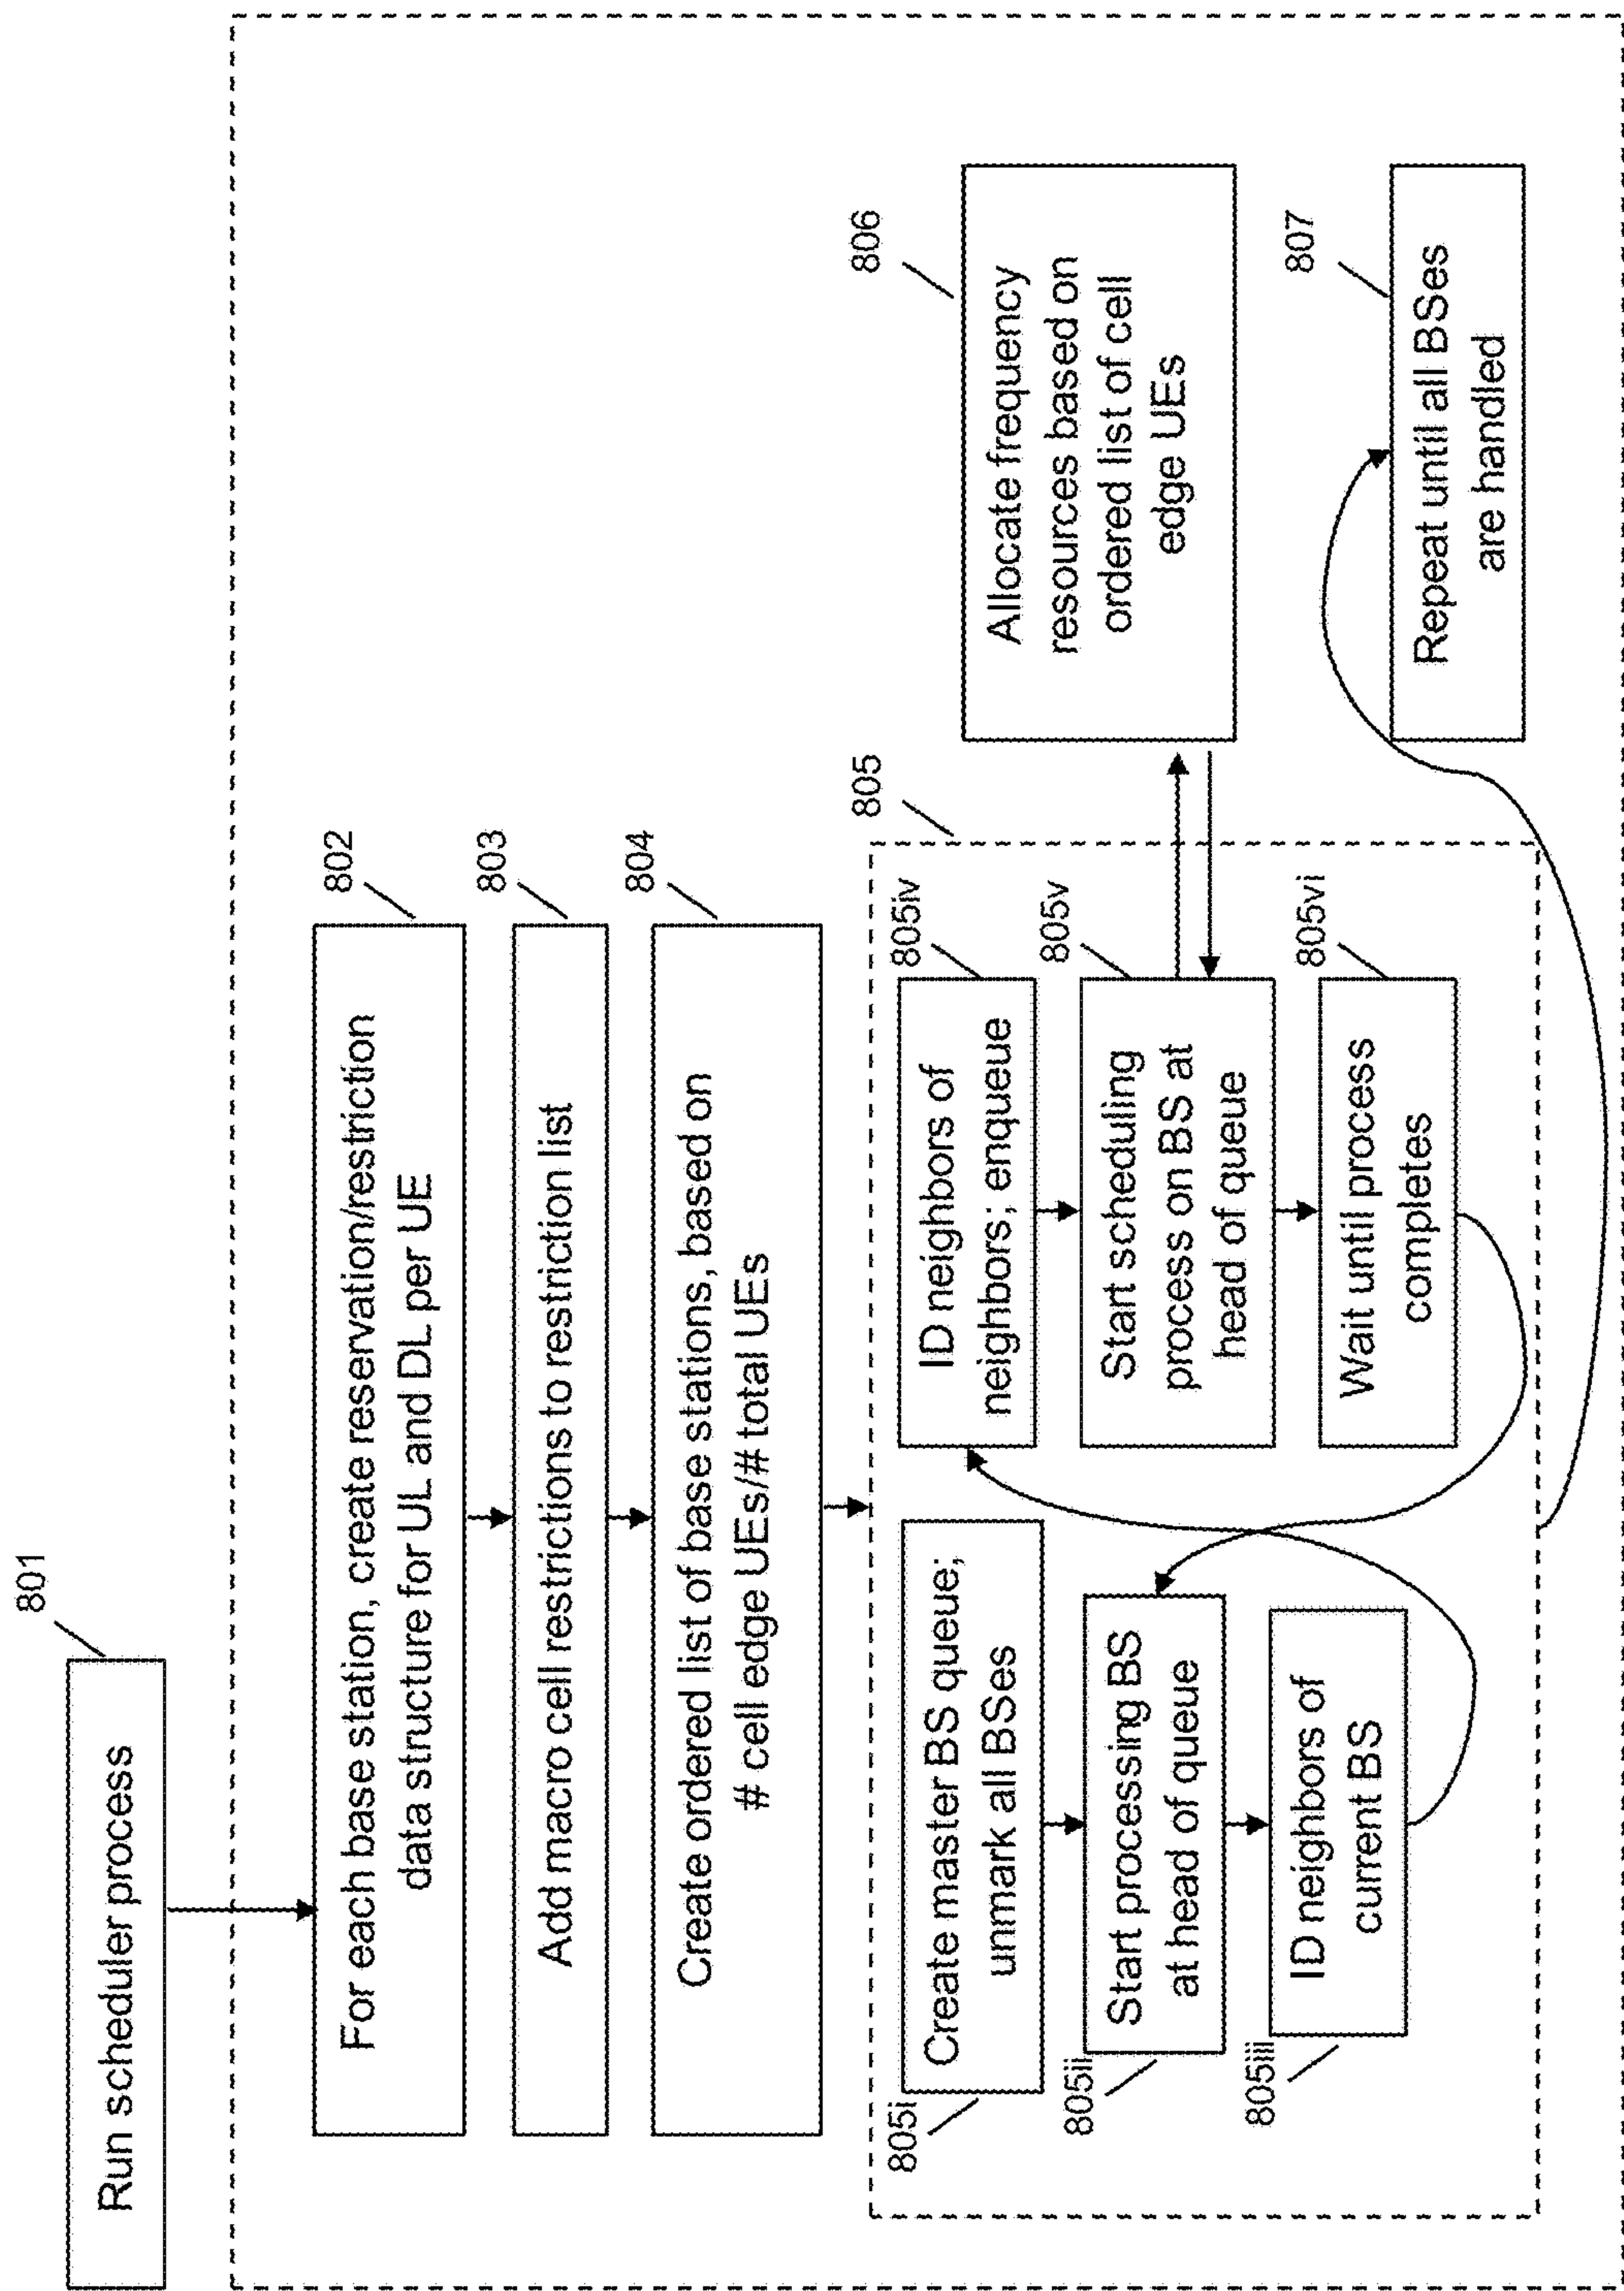 801
Run scheduler process
802
For each base station, create reservation/restriction
data structure for UL and DL per UE
803
Add macro cell restrictions to restriction list
804
Create ordered list of base stations, based on
# cell edge UEs/# total UEs
805
805i
Create master BS queue;
unmark all BSes
805ii
Start processing BS
at head of queue
805iii
ID neighbors of
current BS
805iv
ID neighbors of
neighbors; enqueue
805v
Start scheduling
process on BS at
head of queue
805vi
Wait until process
completes
806
Allocate frequency
resources based on
ordered list of cell
edge UEs
807
Repeat until all BSes
are handled